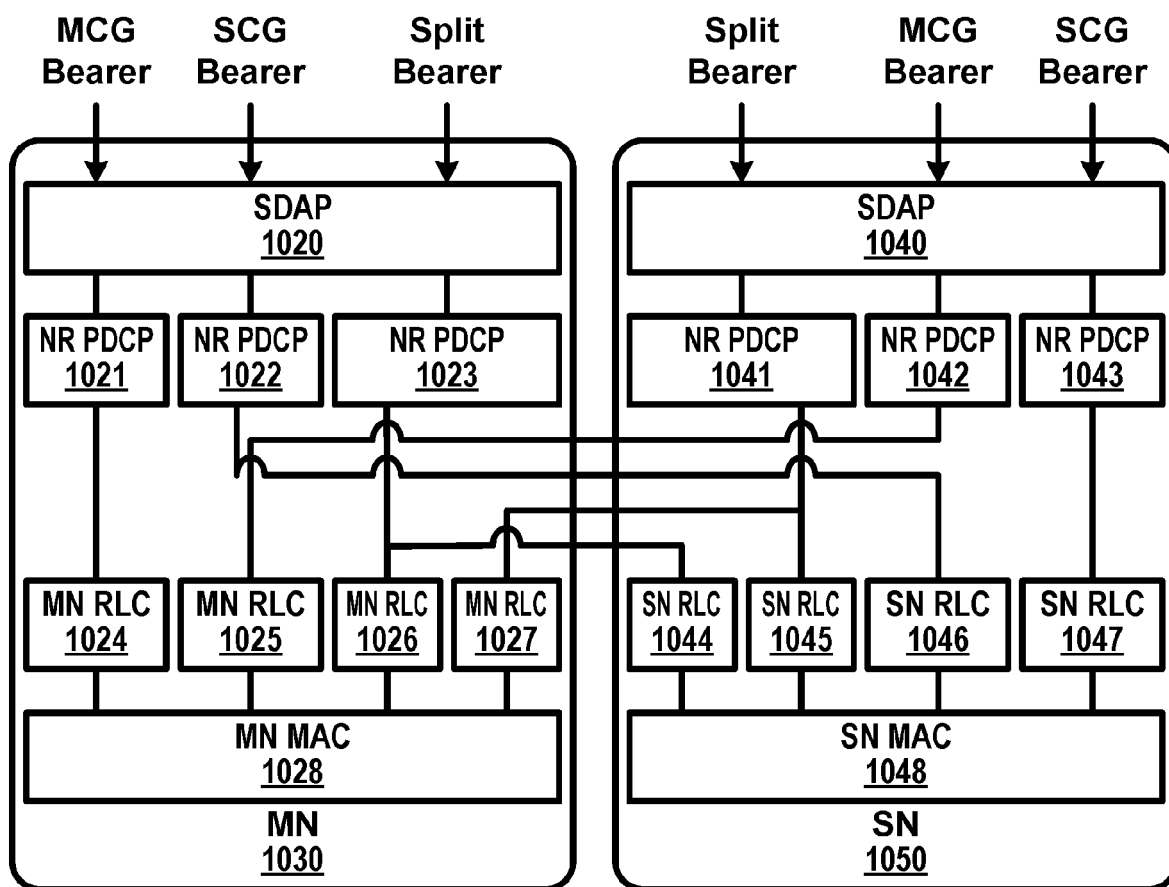 MCG Bearer
SCG Bearer
Split Bearer
Split Bearer
MCG Bearer
SCG Bearer
SDAP
1020
SDAP
1040
NR PDCP
1021
NR PDCP
1022
NR PDCP
1023
NR PDCP
1041
NR PDCP
1042
NR PDCP
1043
MN RLC
1024
MN RLC
1025
MN RLC
1026
MN RLC
1027
SN RLC
1044
SN RLC
1045
SN RLC
1046
SN RLC
1047
MN MAC
1028
SN MAC
1048
MN
1030
SN
1050